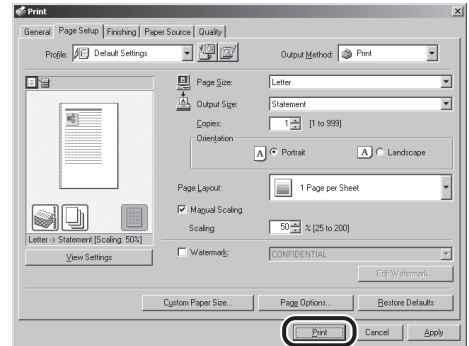 Print
General Page Setup Finishing Paper Source Quality
Profile: Default Settings Output Method: Print
Page Size: Letter
Output Size: Statement
Copies: 1 [1 to 999]
Orientation
A Portrait A Landscape
Page Layout: 1 Page per Sheet
Manual Scaling
Letter -> Statement [Scaling: 50%] Scaling: 50 % [25 to 200]
View Settings Watermark: CONFIDENTIAL
Edit Watermark...
Custom Paper Size... Page Options... Restore Defaults
Print Cancel Apply